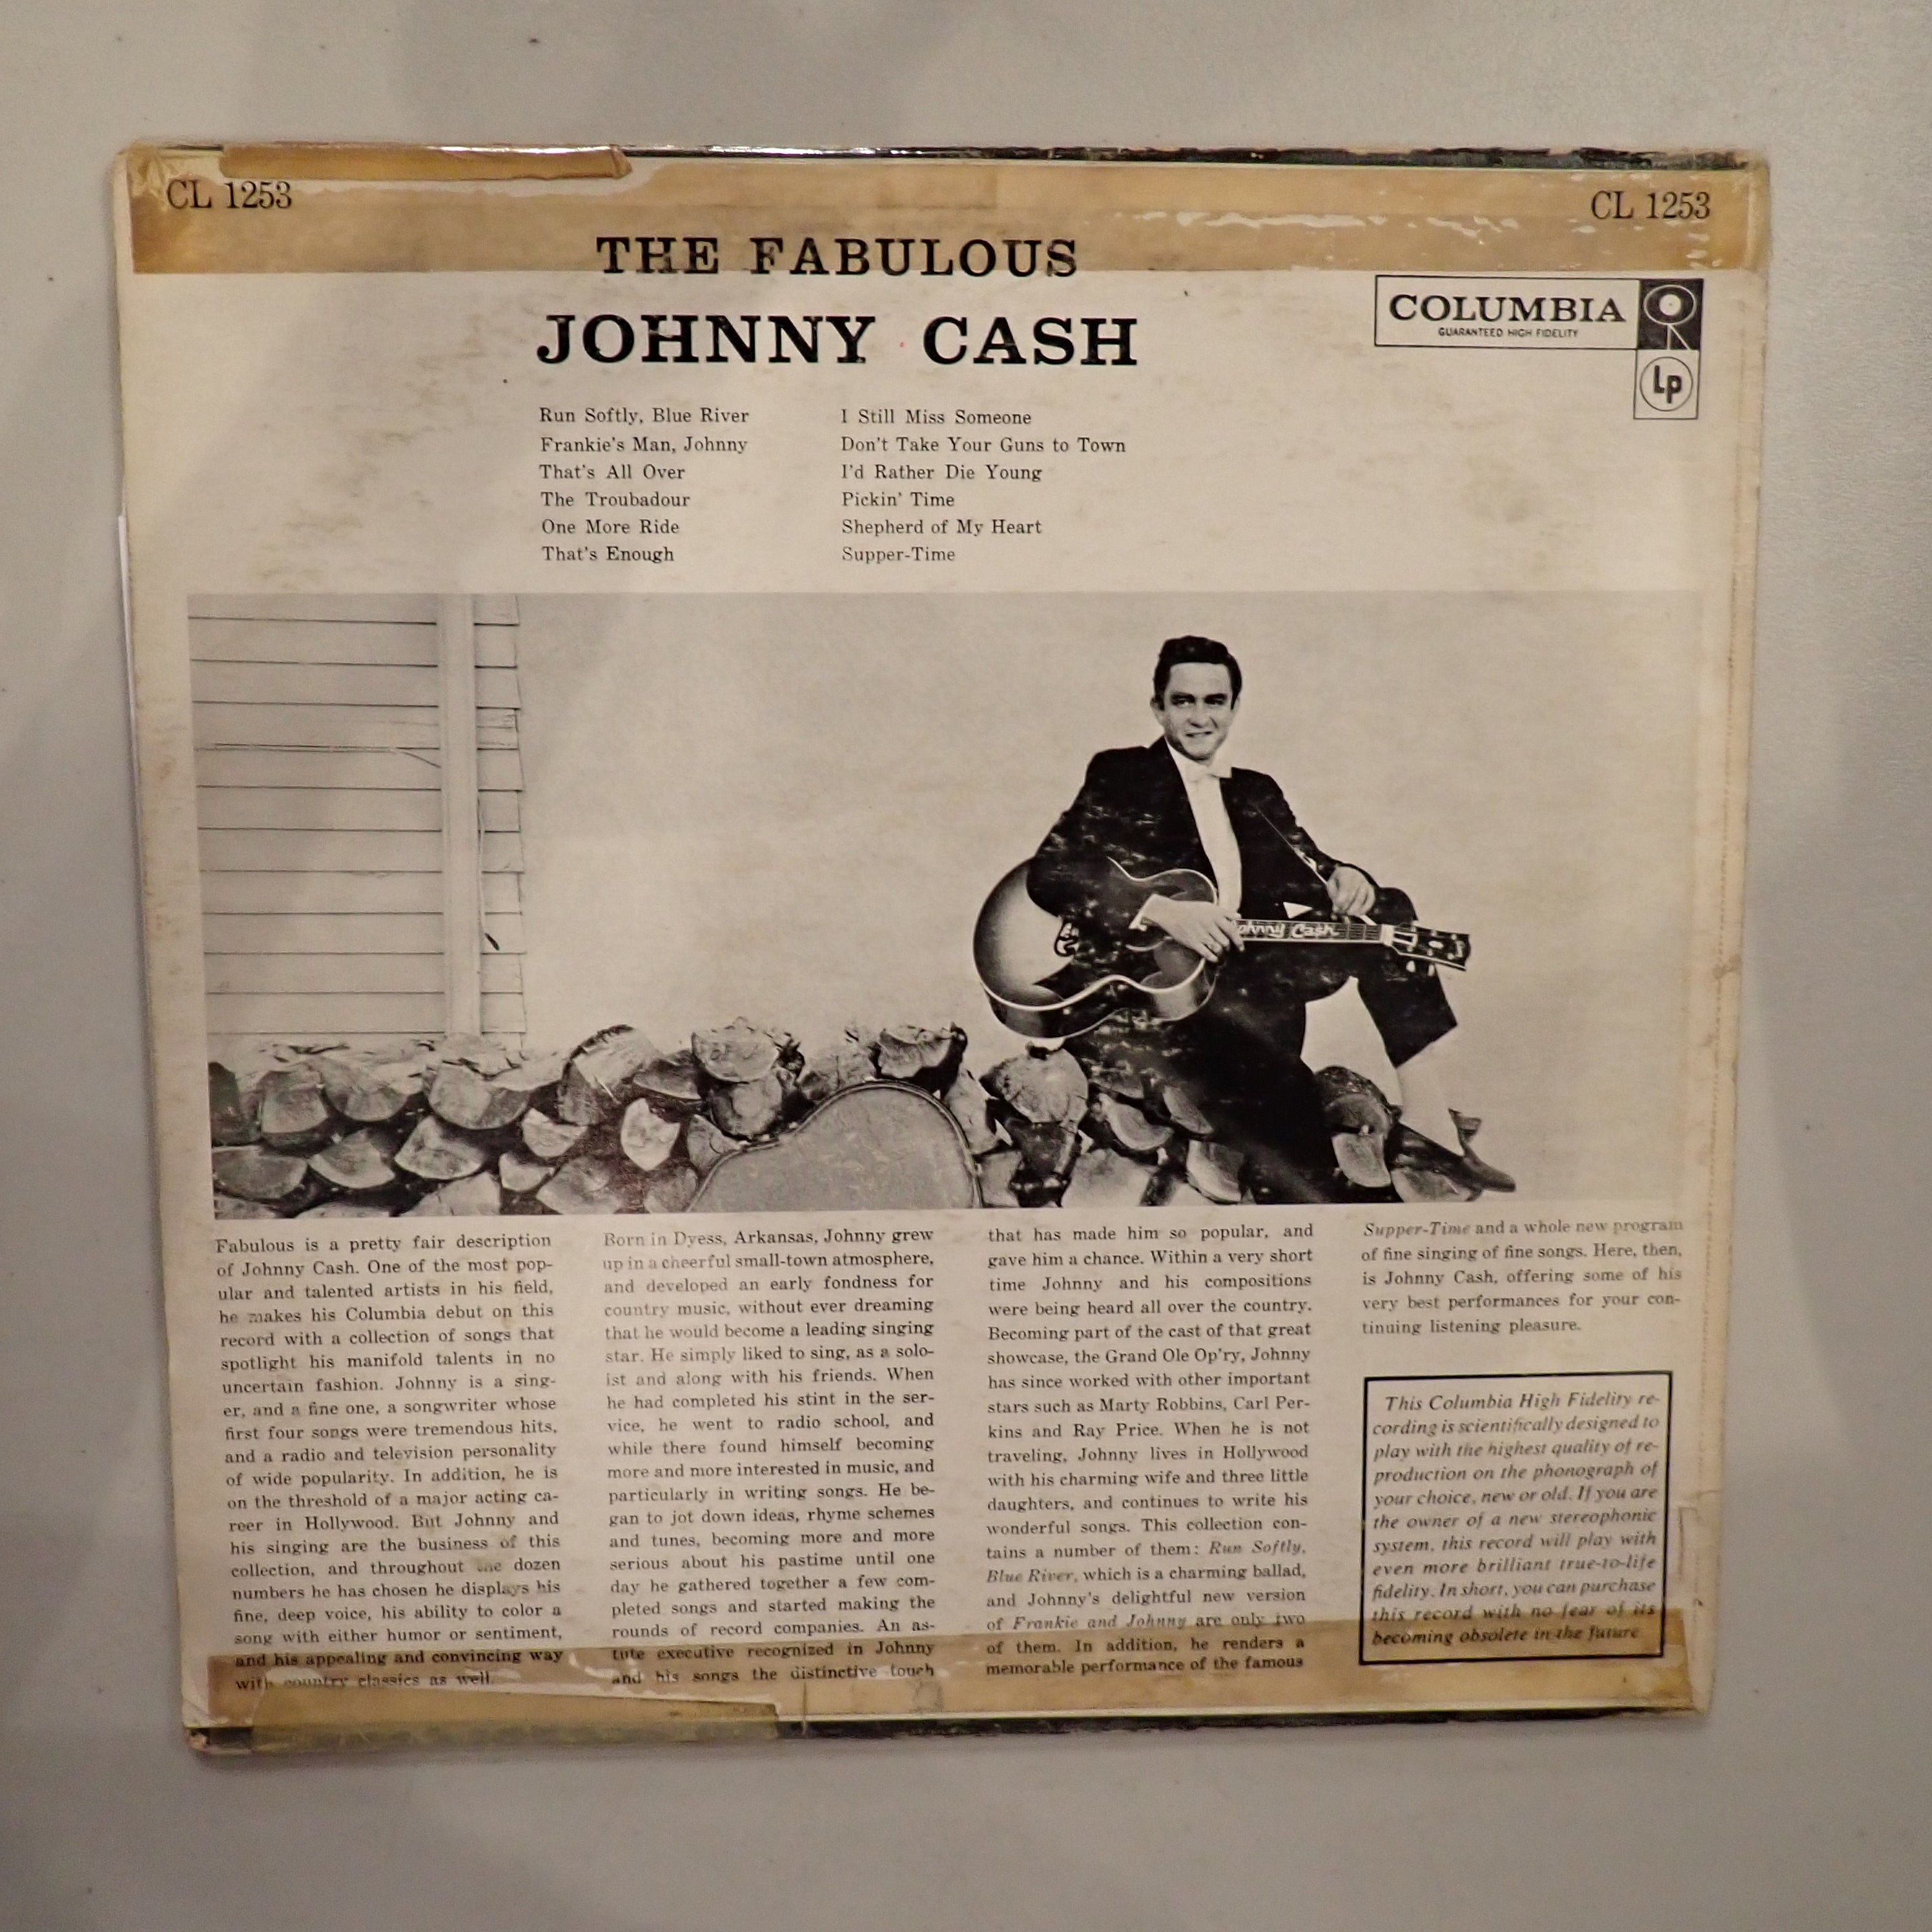 CL 1253
CL 1253
THE FABULOUS
JOHNNY CASH
COLUMBIA
GUARANTEED HIGH FIDELITY
Lp
Run Softly, Blue River
Frankie's Man, Johnny
That's All Over
The Troubadour
One More Ride
That's Enough
I Still Miss Someone
Don't Take Your Guns to Town
I'd Rather Die Young
Pickin' Time
Shepherd of My Heart
Supper-Time
Johnny Cash
Fabulous is a pretty fair description
of Johnny Cash. One of the most pop-
ular and talented artists in his field,
he makes his Columbia debut on this
record with a collection of songs that
spotlight his manifold talents in no
uncertain fashion. Johnny is a sing-
er, and a fine one, a songwriter whose
first four songs were tremendous hits,
and a radio and television personality
of wide popularity. In addition, he is
on the threshold of a major acting ca-
reer in Hollywood. But Johnny and
his singing are the business of this
collection, and throughout the dozen
numbers he has chosen he displays his
fine, deep voice, his ability to color a
song with either humor or sentiment,
and his appealing and convincing way
with country classics as well.
Born in Dyess, Arkansas, Johnny grew
up in a cheerful small-town atmosphere,
and developed an early fondness for
country music, without ever dreaming
that he would become a leading singing
star. He simply liked to sing, as a solo-
ist and along with his friends. When
he had completed his stint in the ser-
vice, he went to radio school, and
while there found himself becoming
more and more interested in music, and
particularly in writing songs. He be-
gan to jot down ideas, rhyme schemes
and tunes, becoming more and more
serious about his pastime until one
day he gathered together a few com-
pleted songs and started making the
rounds of record companies. An as-
tute executive recognized in Johnny
and his songs the distinctive touch
that has made him so popular, and
gave him a chance. Within a very short
time Johnny and his compositions
were being heard all over the country.
Becoming part of the cast of that great
showcase, the Grand Ole Op'ry, Johnny
has since worked with other important
stars such as Marty Robbins, Carl Per-
kins and Ray Price. When he is not
traveling, Johnny lives in Hollywood
with his charming wife and three little
daughters, and continues to write his
wonderful songs. This collection con-
tains a number of them: Run Softly,
Blue River, which is a charming ballad,
and Johnny's delightful new version
of Frankie and Johnny are only two
of them. In addition, he renders a
memorable performance of the famous
Supper-Time and a whole new program
of fine singing of fine songs. Here, then,
is Johnny Cash, offering some of his
very best performances for your con-
tinuing listening pleasure.
This Columbia High Fidelity re-
cording is scientifically designed to
play with the highest quality of re-
production on the phonograph of
your choice, new or old. If you are
the owner of a new stereophonic
system, this record will play with
even more brilliant true-to-life
fidelity. In short, you can purchase
this record with no fear of its
becoming obsolete in the future